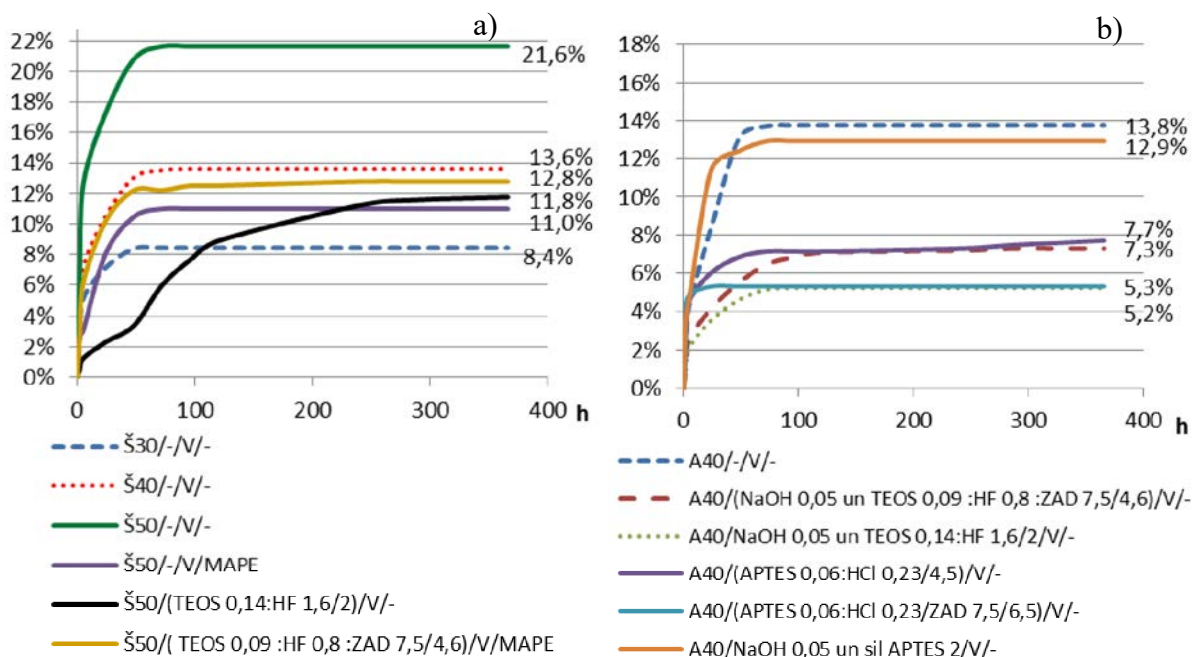 a)
22%
20%
18%
16%
14%
12%
10%
8%
6%
4%
2%
0%
21,6%
13,6%
12,8%
11,8%
11,0%
8,4%
0 100 200 300 400 h
Š30/-/V/-
Š40/-/V/-
Š50/-/V/-
Š50/-/V/MAPE
Š50/(TEOS 0,14:HF 1,6/2)/V/-
Š50/( TEOS 0,09 :HF 0,8 :ZAD 7,5/4,6)/V/MAPE
b)
18%
16%
14%
12%
10%
8%
6%
4%
2%
0%
13,8%
12,9%
7,7%
7,3%
5,3%
5,2%
0 100 200 300 400 h
A40/-/V/-
A40/(NaOH 0,05 un TEOS 0,09 :HF 0,8 :ZAD 7,5/4,6)/V/-
A40/NaOH 0,05 un TEOS 0,14:HF 1,6/2/V/-
A40/(APTES 0,06:HCl 0,23/4,5)/V/-
A40/(APTES 0,06:HCl 0,23/ZAD 7,5/6,5)/V/-
A40/NaOH 0,05 un sil APTES 2/V/-